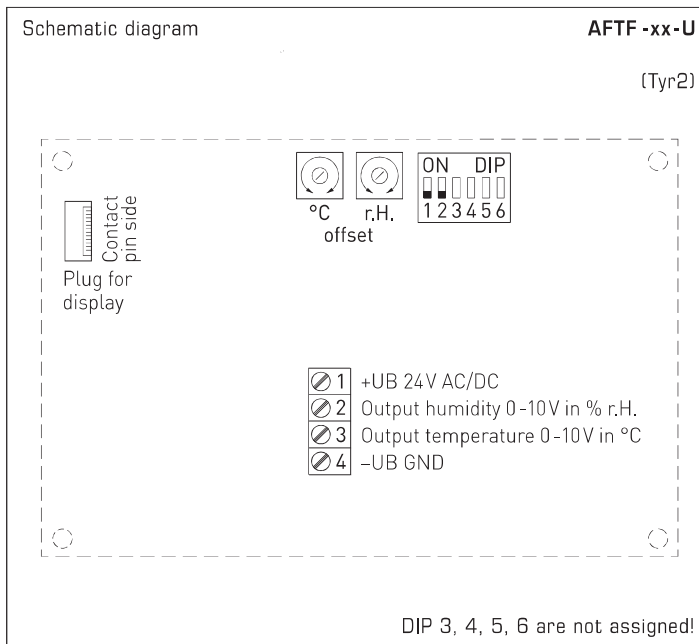 Schematic diagram
AFTF -xx-U
(Tyr2)
ON DIP
1 2 3 4 5 6
°C r.H.
offset
Contact
pin side
Plug for
display
1 +UB 24V AC/DC
2 Output humidity 0-10V in % r.H.
3 Output temperature 0-10V in °C
4 –UB GND
DIP 3, 4, 5, 6 are not assigned!